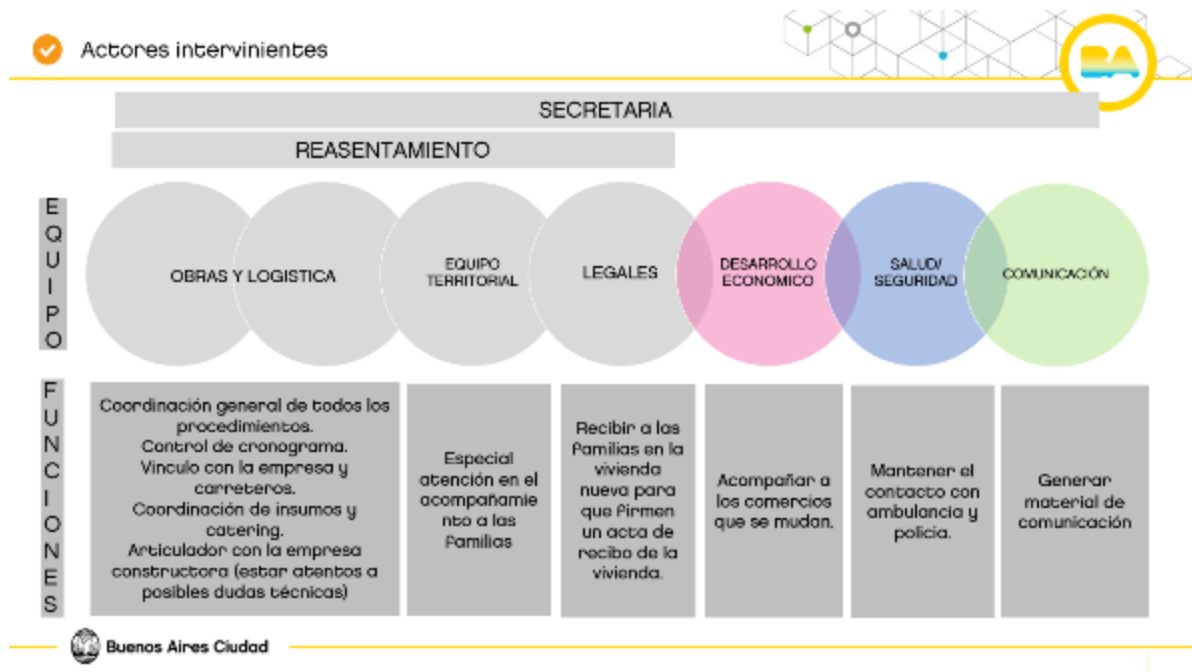 Actores intervinientes
BA
SECRETARIA
REASENTAMIENTO
E
Q
U
I
P
O
OBRAS Y LOGISTICA
EQUIPO
TERRITORIAL
LEGALES
DESARROLLO
ECONOMICO
SALUD/
SEGURIDAD
COMUNICACIÓN
F
U
N
C
I
O
N
E
S
Coordinación general de todos los
procedimientos.
Control de cronograma.
Vinculo con la empresa y
carreteros.
Coordinación de insumos y
catering.
Articulador con la empresa
constructora (estar atentos a
posibles dudas técnicas)
Especial
atención en el
acompañamie
nto a las
familias
Recibir a las
familias en la
vivienda
nueva para
que firmen
un acta de
recibo de la
vivienda.
Acompañar a
los comercios
que se mudan.
Mantener el
contacto con
ambulancia y
policia.
Generar
material de
comunicación
Buenos Aires Ciudad